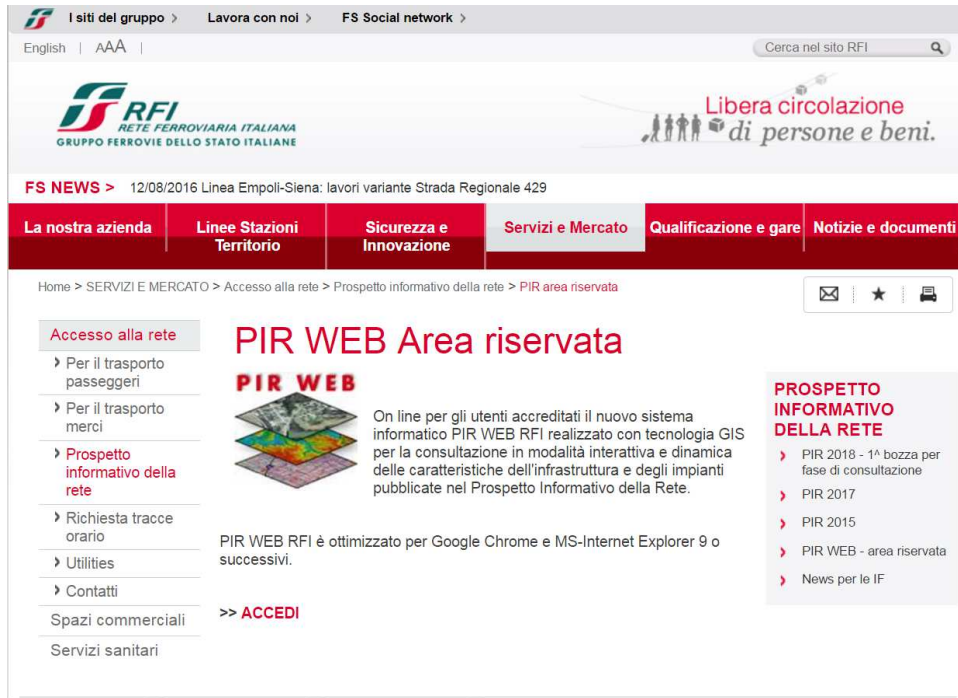 I siti del gruppo > Lavora con noi > FS Social network >
English | AAA |
Cerca nel sito RFI
RFI
RETE FERROVIARIA ITALIANA
GRUPPO FERROVIE DELLO STATO ITALIANE
Libera circolazione
di persone e beni.
FS NEWS > 12/08/2016 Linea Empoli-Siena: lavori variante Strada Regionale 429
La nostra azienda
Linee Stazioni
Territorio
Sicurezza e
Innovazione
Servizi e Mercato
Qualificazione e gare
Notizie e documenti
Home > SERVIZI E MERCATO > Accesso alla rete > Prospetto informativo della rete > PIR area riservata
Accesso alla rete
Per il trasporto
passeggeri
Per il trasporto
merci
Prospetto
informativo della
rete
Richiesta tracce
orario
Utilities
Contatti
Spazi commerciali
Servizi sanitari
PIR WEB Area riservata
PIR WEB
On line per gli utenti accreditati il nuovo sistema
informatico PIR WEB RFI realizzato con tecnologia GIS
per la consultazione in modalità interattiva e dinamica
delle caratteristiche dell'infrastruttura e degli impianti
pubblicate nel Prospetto Informativo della Rete.
PIR WEB RFI è ottimizzato per Google Chrome e MS-Internet Explorer 9 o
successivi.
>> ACCEDI
PROSPETTO
INFORMATIVO
DELLA RETE
PIR 2018 - 1^ bozza per
fase di consultazione
PIR 2017
PIR 2015
PIR WEB - area riservata
News per le IF